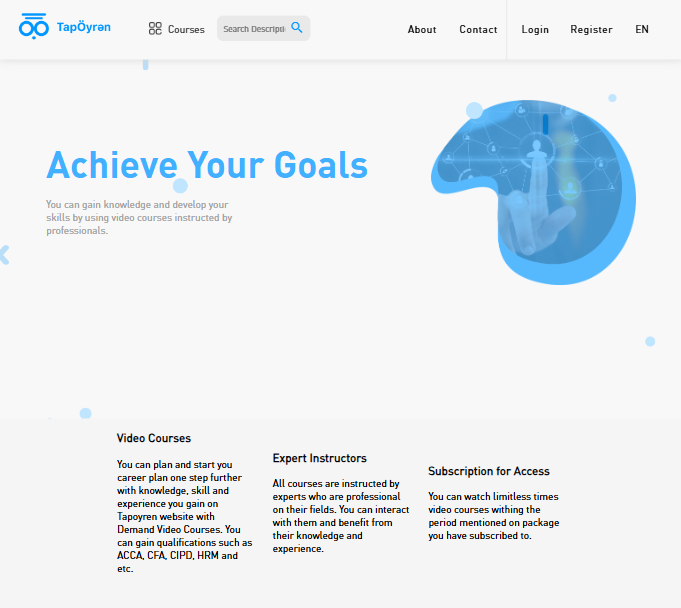 TapÖyrən
Courses
Search Descripti
About
Contact
Login
Register
EN
Achieve Your Goals
You can gain knowledge and develop your
skills by using video courses instructed by
professionals.
Video Courses
You can plan and start you
career plan one step further
with knowledge, skill and
experience you gain on
Tapoyren website with
Demand Video Courses. You
can gain qualifications such as
ACCA, CFA, CIPD, HRM and
etc.
Expert Instructors
All courses are instructed by
experts who are professional
on their fields. You can interact
with them and benefit from
their knowledge and
experience.
Subscription for Access
You can watch limitless times
video courses withing the
period mentioned on package
you have subscribed to.